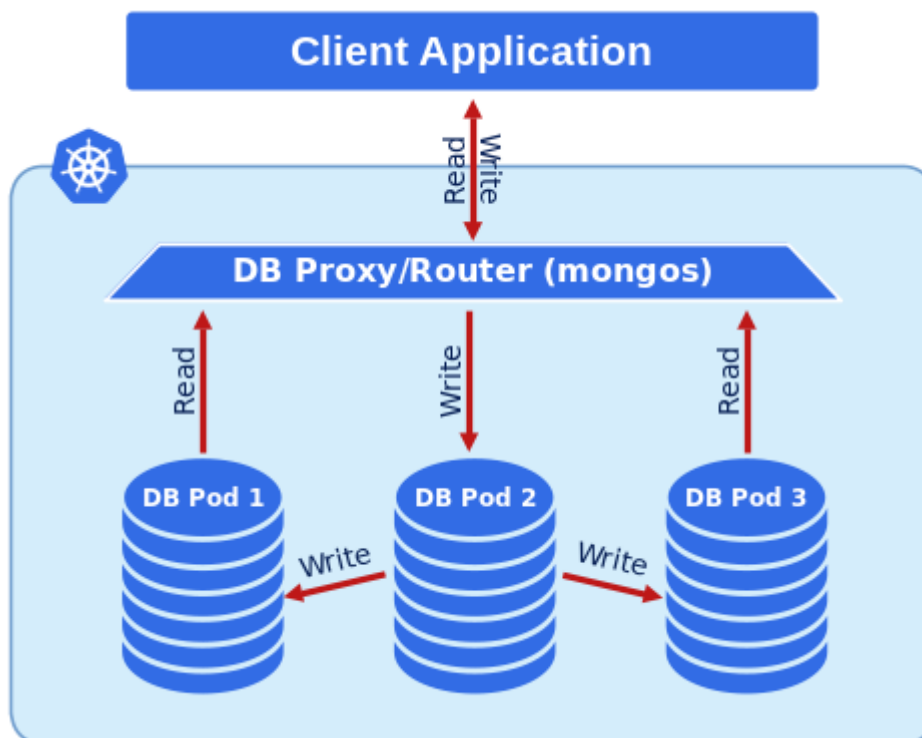 Client Application
Read
Write
DB Proxy/Router (mongos)
Read
Write
Read
DB Pod 1
DB Pod 2
DB Pod 3
Write
Write